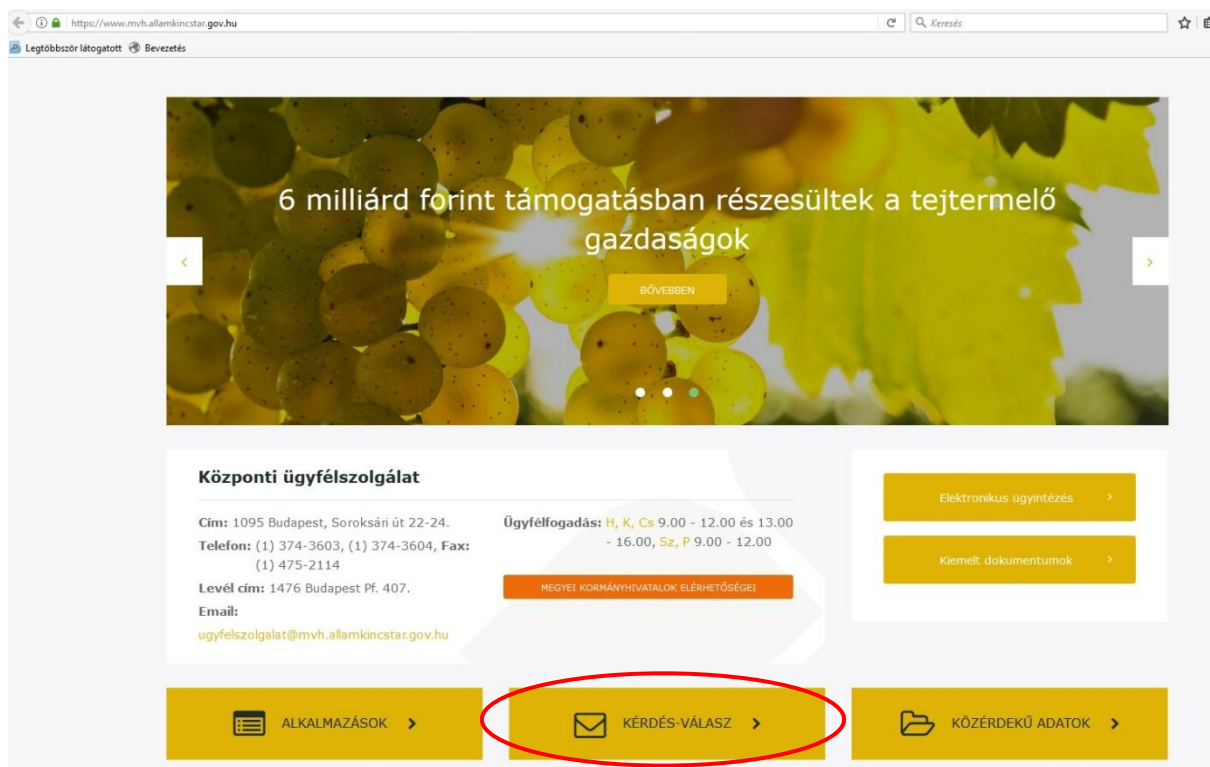 https://www.mvh.allamkincstar.gov.hu
Keresés
Legtöbbször látogatott Bevezetés
6 milliárd forint támogatásban részesültek a tejtermelő
gazdaságok
BŐVEBBEN
Központi ügyfélszolgálat
Cím: 1095 Budapest, Soroksári út 22-24.
Telefon: (1) 374-3603, (1) 374-3604, Fax:
(1) 475-2114
Levél cím: 1476 Budapest Pf. 407.
Email:
ugyfelszolgalat@mvh.allamkincstar.gov.hu
Ügyfélfogadás: H, K, Cs 9.00 - 12.00 és 13.00
- 16.00, Sz, P 9.00 - 12.00
MEGYEI KORMÁNYHIVATALOK ELÉRHETŐSÉGEI
Elektronikus ügyintézés
Kiemelt dokumentumok
ALKALMAZÁSOK
KÉRDÉS-VÁLASZ
KÖZÉRDEKŰ ADATOK